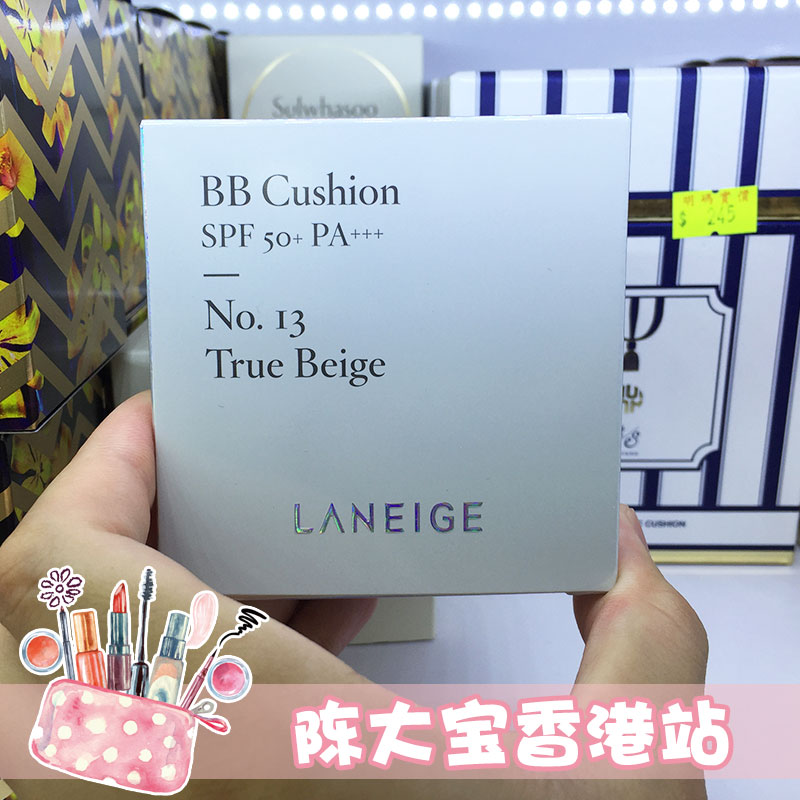 Sulwhasoo
BB Cushion
SPF 50+ PA+++
No. 13
True Beige
LANEIGE
明碼實價
$ 245
CUSHION
陈大宝香港站